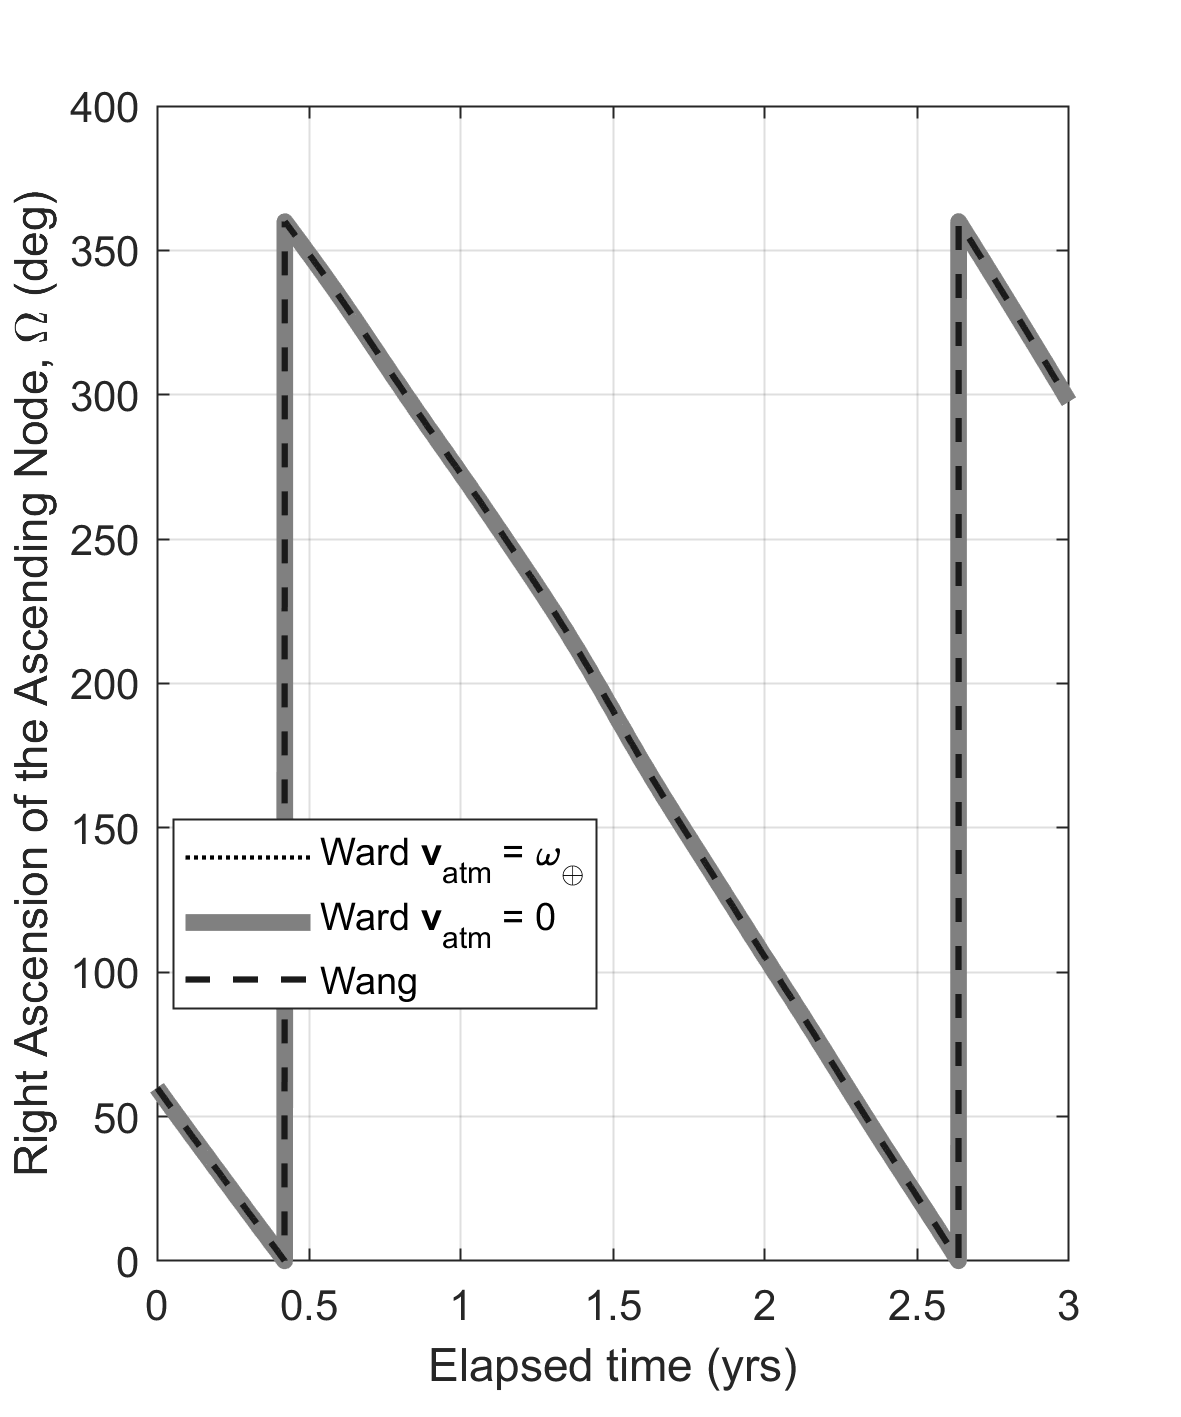 400
350
300
250
200
150
100
50
0
Right Ascension of the Ascending Node, Ω (deg)
Ward v_atm = ω_⊕
Ward v_atm = 0
Wang
0 0.5 1 1.5 2 2.5 3
Elapsed time (yrs)